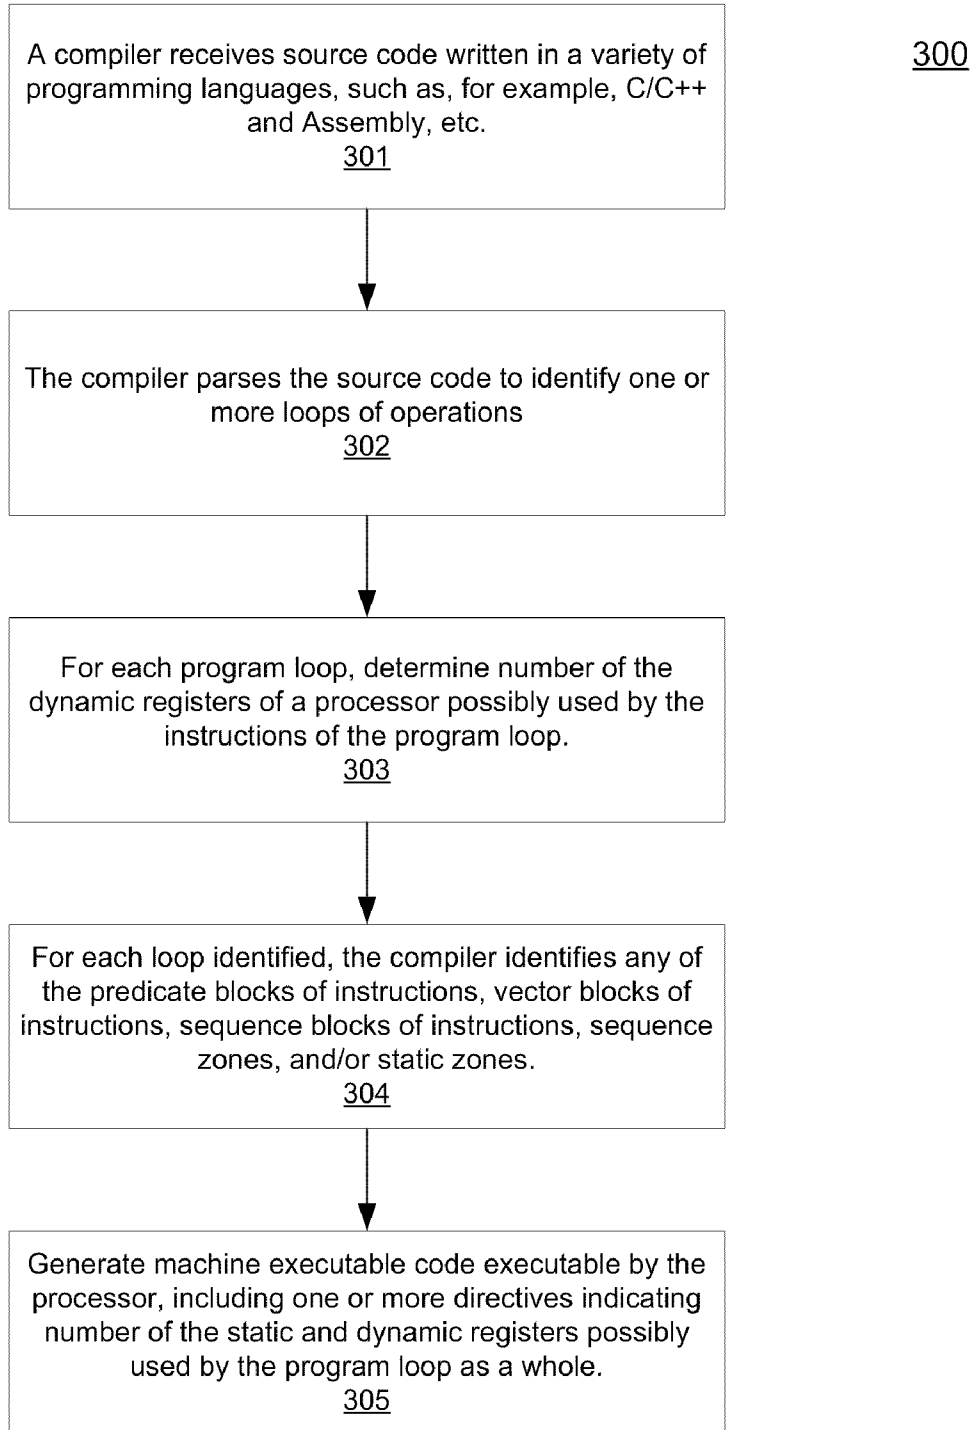 300
A compiler receives source code written in a variety of
programming languages, such as, for example, C/C++
and Assembly, etc.
301
The compiler parses the source code to identify one or
more loops of operations
302
For each program loop, determine number of the
dynamic registers of a processor possibly used by the
instructions of the program loop.
303
For each loop identified, the compiler identifies any of
the predicate blocks of instructions, vector blocks of
instructions, sequence blocks of instructions, sequence
zones, and/or static zones.
304
Generate machine executable code executable by the
processor, including one or more directives indicating
number of the static and dynamic registers possibly
used by the program loop as a whole.
305